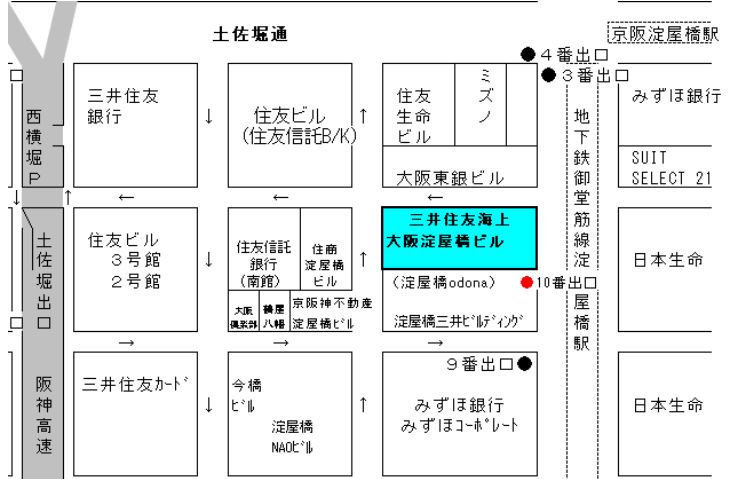 土佐堀通
京阪淀屋橋駅
●4番出口
●3番出口
西横堀P
三井住友
銀行
↓
住友ビル
(住友信託B/K)
↑
住友
生命
ビル
ミズノ
大阪東銀ビル
地下鉄御堂筋線淀屋橋駅
みずほ銀行
SUIT
SELECT 21
↓
↑
←
←
←
土佐堀出口
住友ビル
3号館
2号館
↓
住友信託
銀行
(南館)
住商
淀屋橋
ビル
↑
大阪
倶楽部
鶴屋
八幡
京阪神不動産
淀屋橋ビル
三井住友海上
大阪淀屋橋ビル
(淀屋橋odona)
●10番出口
淀屋橋三井ビルディング
日本生命
→
→
→
9番出口●
阪神高速
三井住友カード
↓
今橋
ビル
淀屋橋
NAOビル
↑
みずほ銀行
みずほコーポレート
日本生命